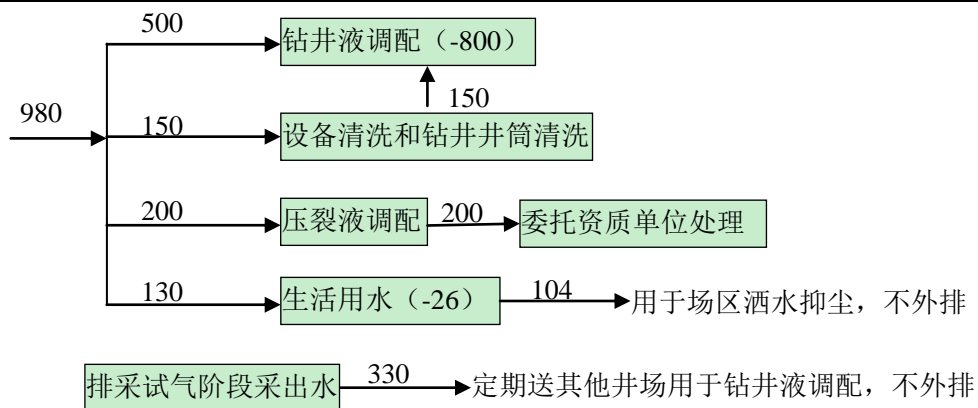 500
钻井液调配（-800）
150
980
150
设备清洗和钻井井筒清洗
200
压裂液调配
200
委托资质单位处理
130
生活用水（-26）
104
用于场区洒水抑尘，不外排
排采试气阶段采出水
330
定期送其他井场用于钻井液调配，不外排